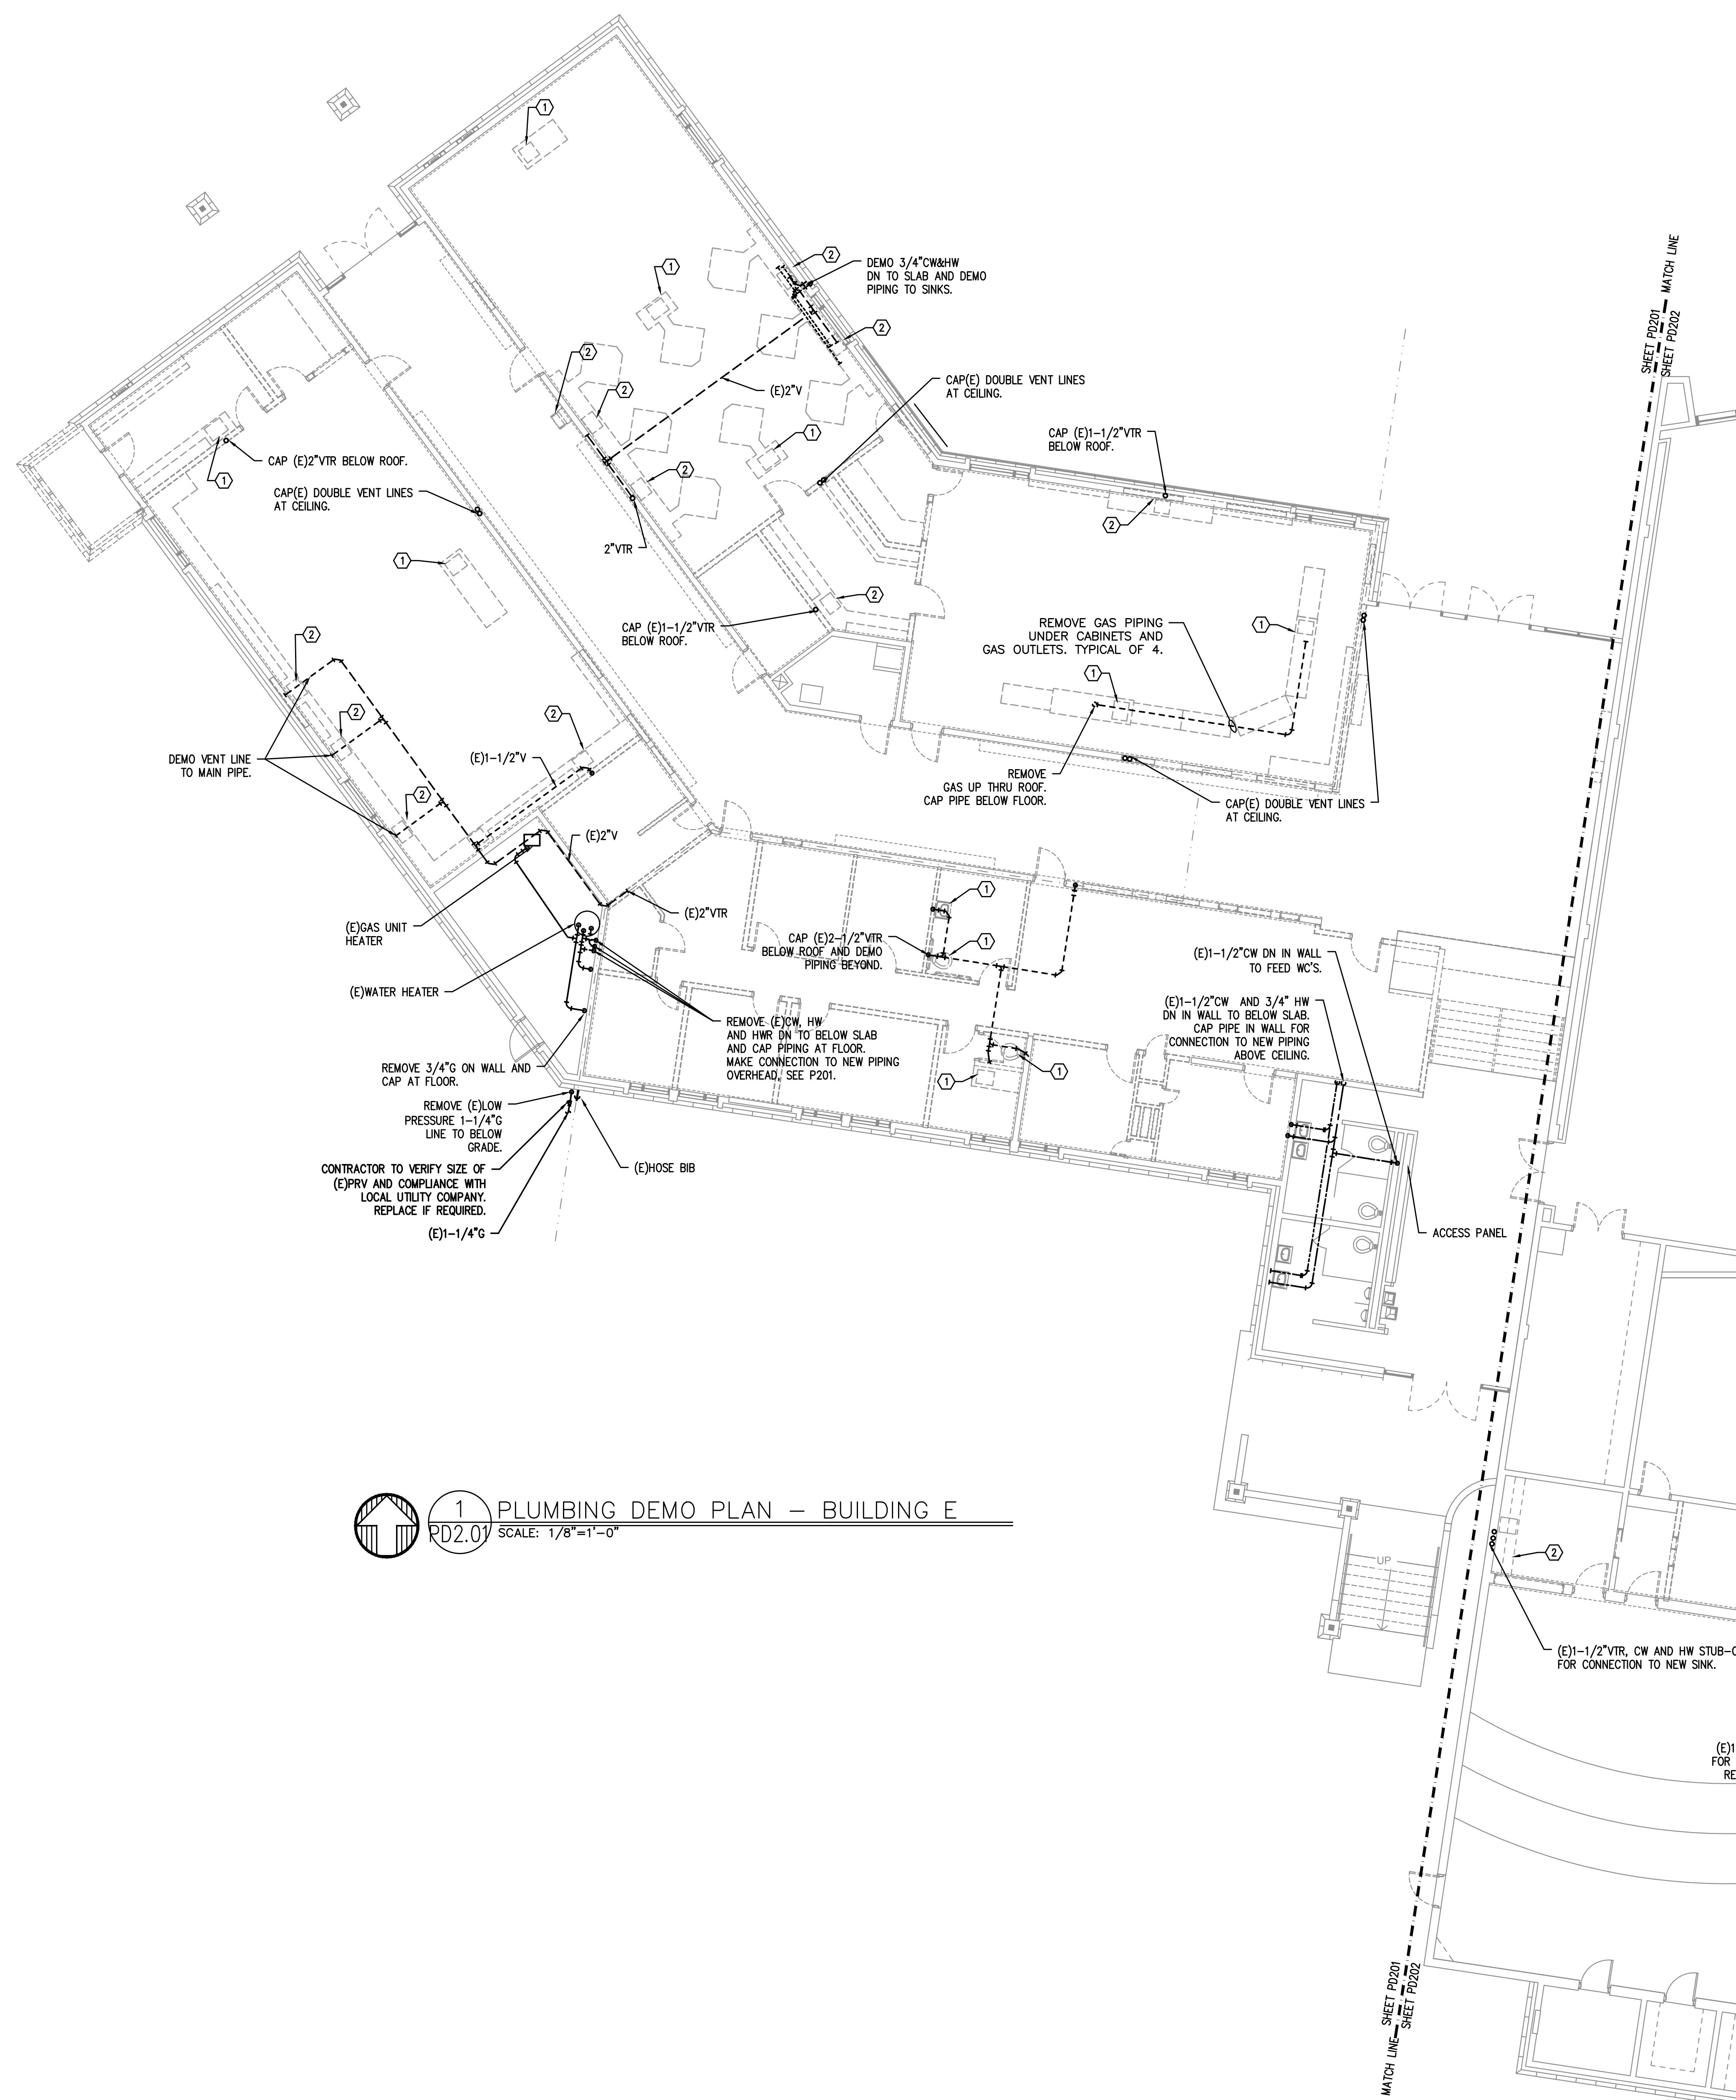 1
SHEET PD201
MATCH LINE
SHEET PD202
2
DEMO 3/4"CW&HW
DN TO SLAB AND DEMO
PIPING TO SINKS.
1
2
2
2
(E)2"V
CAP(E) DOUBLE VENT LINES
AT CEILING.
1
CAP (E)1-1/2"VTR
BELOW ROOF.
CAP (E)2"VTR BELOW ROOF.
1
2
CAP(E) DOUBLE VENT LINES
AT CEILING.
2
2"VTR
1
2
CAP (E)1-1/2"VTR
BELOW ROOF.
REMOVE GAS PIPING
UNDER CABINETS AND
GAS OUTLETS. TYPICAL OF 4.
1
2
1
2
2
DEMO VENT LINE
TO MAIN PIPE.
(E)1-1/2"V
REMOVE
GAS UP THRU ROOF.
CAP PIPE BELOW FLOOR.
CAP(E) DOUBLE VENT LINES
AT CEILING.
2
(E)2"V
1
(E)2"VTR
(E)GAS UNIT
HEATER
CAP (E)2-1/2"VTR
BELOW ROOF AND DEMO
PIPING BEYOND.
1
(E)1-1/2"CW DN IN WALL
TO FEED WC'S.
(E)WATER HEATER
(E)1-1/2"CW AND 3/4" HW
DN IN WALL TO BELOW SLAB.
CAP PIPE IN WALL FOR
CONNECTION TO NEW PIPING
ABOVE CEILING.
REMOVE (E)CW, HW
AND HWR DN TO BELOW SLAB
AND CAP PIPING AT FLOOR.
MAKE CONNECTION TO NEW PIPING
OVERHEAD, SEE P201.
REMOVE 3/4"G ON WALL AND
CAP AT FLOOR.
1
1
REMOVE (E)LOW
PRESSURE 1-1/4"G
LINE TO BELOW
GRADE.
(E)HOSE BIB
CONTRACTOR TO VERIFY SIZE OF
(E)PRV AND COMPLIANCE WITH
LOCAL UTILITY COMPANY.
REPLACE IF REQUIRED.
(E)1-1/4"G
ACCESS PANEL
1
PD2.01
PLUMBING DEMO PLAN – BUILDING E
SCALE: 1/8"=1'-0"
UP
2
(E)1-1/2"VTR, CW AND HW STUB-O
FOR CONNECTION TO NEW SINK.
(E)1
FOR
RE
SHEET PD201
MATCH LINE
SHEET PD202